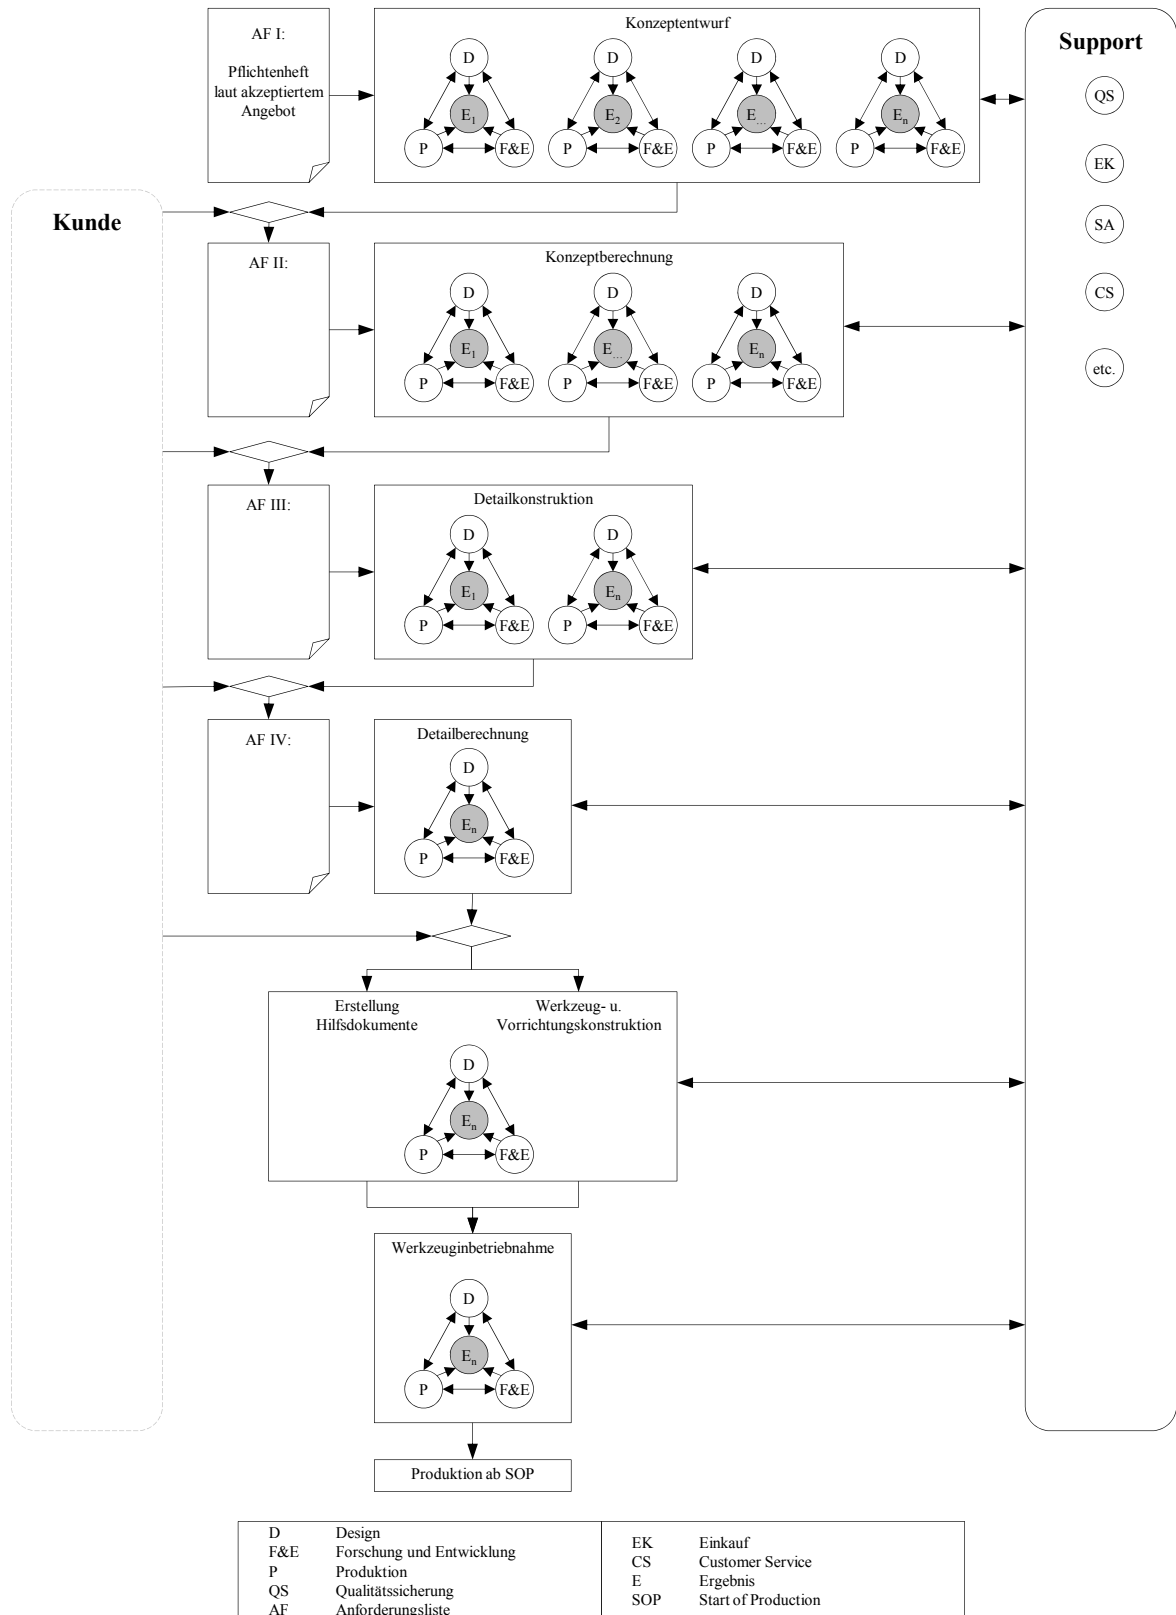 AF I:
Pflichtenheft
laut akzeptiertem
Angebot
Konzeptentwurf
D
E1
P
F&E
D
E2
P
F&E
D
E...
P
F&E
D
En
P
F&E
Support
QS
EK
SA
CS
etc.
Kunde
AF II:
Konzeptberechnung
D
E1
P
F&E
D
E...
P
F&E
D
En
P
F&E
AF III:
Detailkonstruktion
D
E1
P
F&E
D
En
P
F&E
AF IV:
Detailberechnung
D
En
P
F&E
Erstellung
Hilfsdokumente
Werkzeug- u.
Vorrichtungskonstruktion
D
En
P
F&E
Werkzeuginbetriebnahme
D
En
P
F&E
Produktion ab SOP
D Design
F&E Forschung und Entwicklung
P Produktion
QS Qualitätssicherung
AF Anforderungsliste
EK Einkauf
CS Customer Service
E Ergebnis
SOP Start of Production